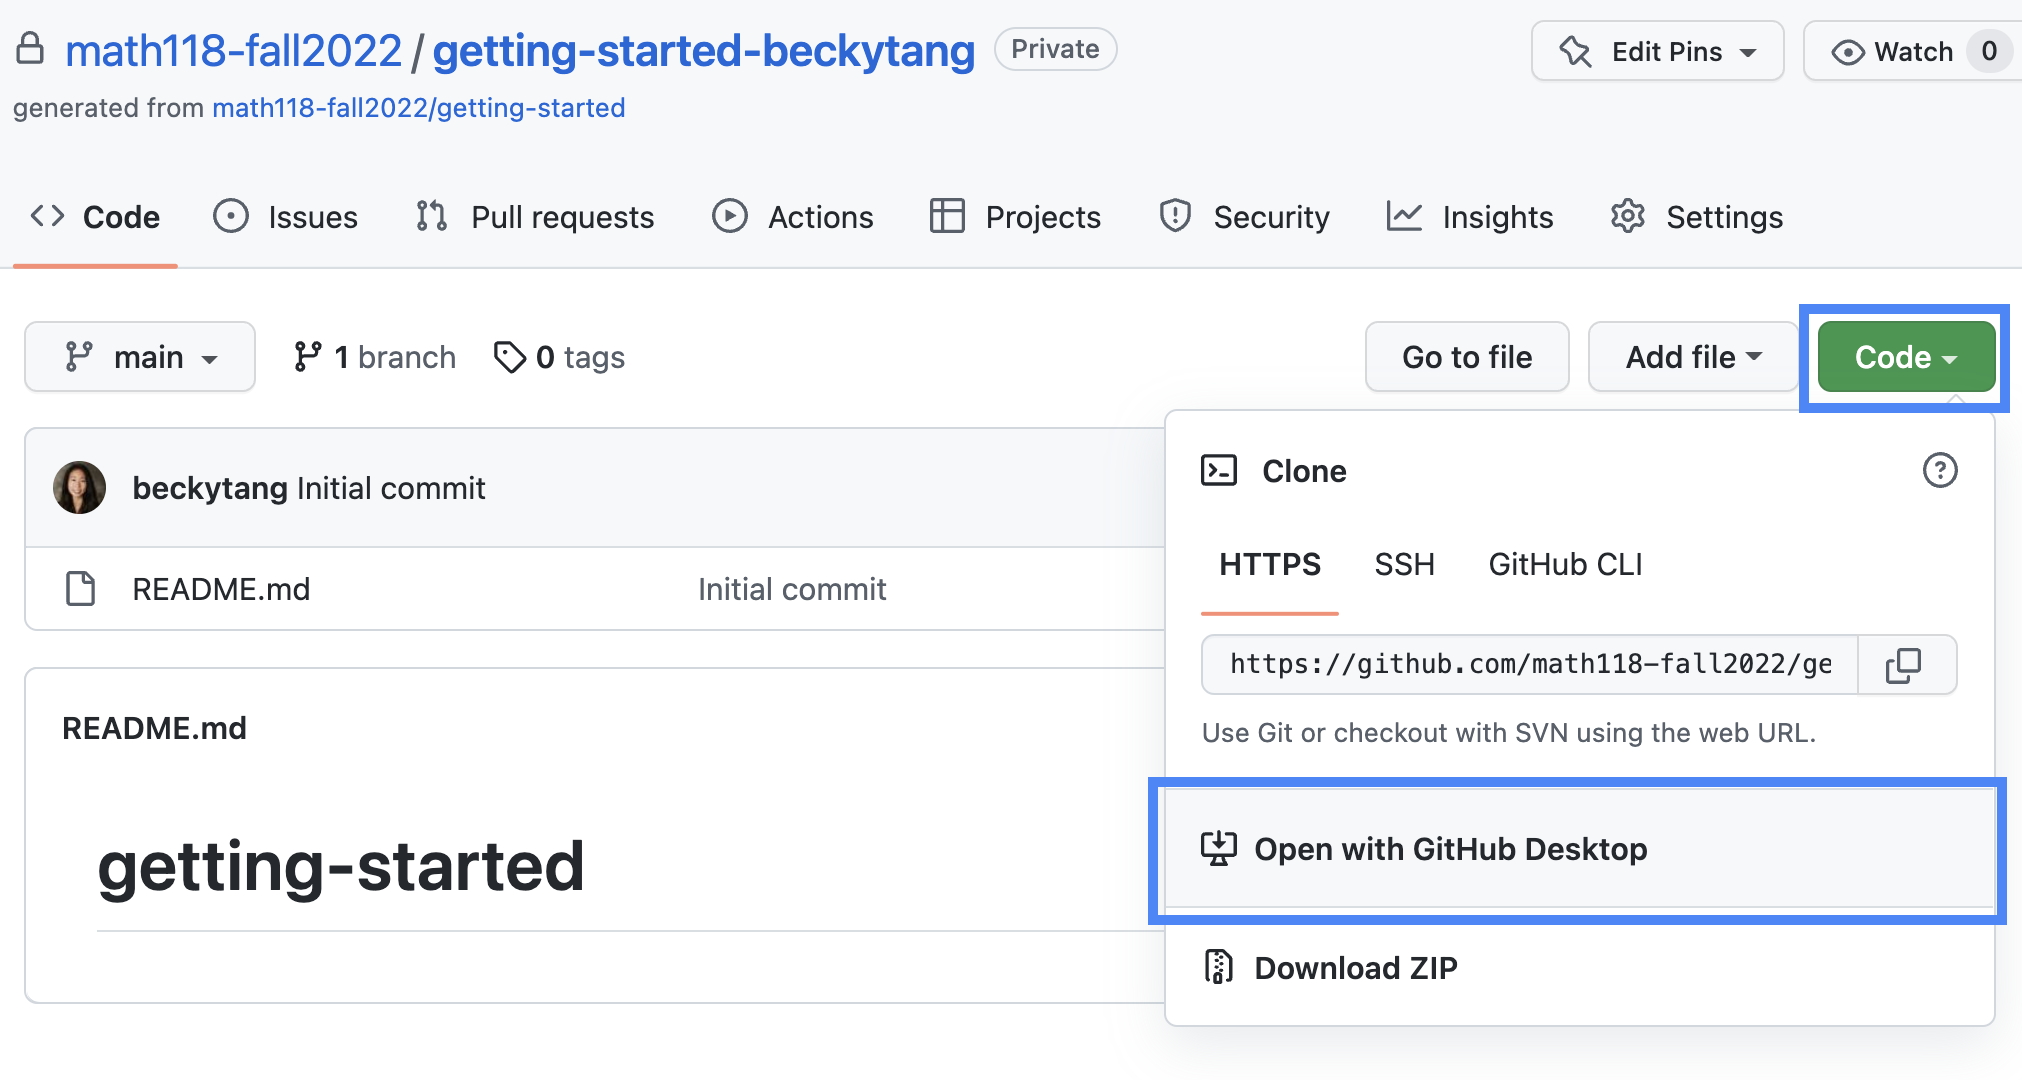 math118-fall2022 / getting-started-beckytang Private Edit Pins Watch 0
generated from math118-fall2022/getting-started
Code Issues Pull requests Actions Projects Security Insights Settings
main 1 branch 0 tags Go to file Add file Code
beckytang Initial commit
README.md Initial commit
README.md
getting-started
Clone
HTTPS SSH GitHub CLI
https://github.com/math118-fall2022/ge
Use Git or checkout with SVN using the web URL.
Open with GitHub Desktop
Download ZIP